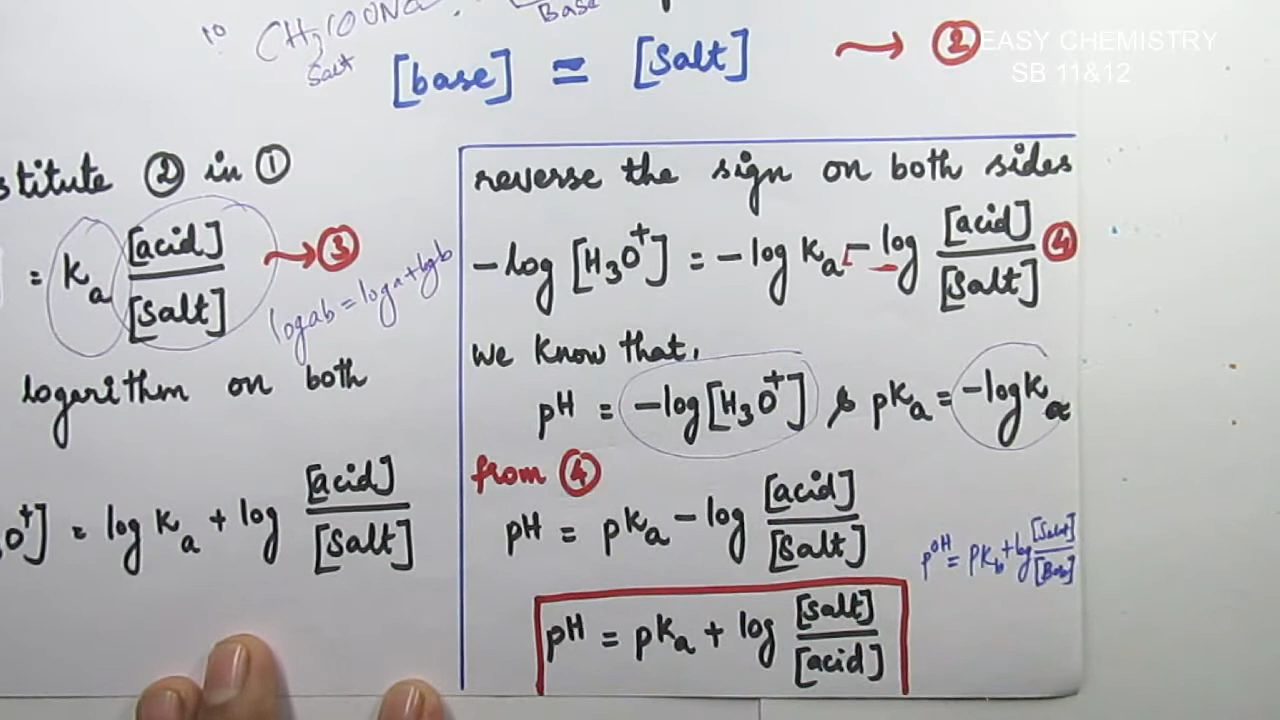 CH₃COONa.
Salt
Base
[base] = [Salt] → ②
EASY CHEMISTRY
SB 11&12
stitute ② in ①
= Ka [acid]/[Salt] → ③
log ab = log a + log b
logarithm on both
O⁺] = log Ka + log [acid]/[Salt]
reverse the sign on both sides
-log [H₃O⁺] = -log Ka - log [acid]/[Salt] ④
We know that,
pH = -log[H₃O⁺] & pKa = -log Ka
from ④
pH = pKa - log [acid]/[Salt]
pOH = pKb + log [Salt]/[Base]
pH = pKa + log [Salt]/[acid]